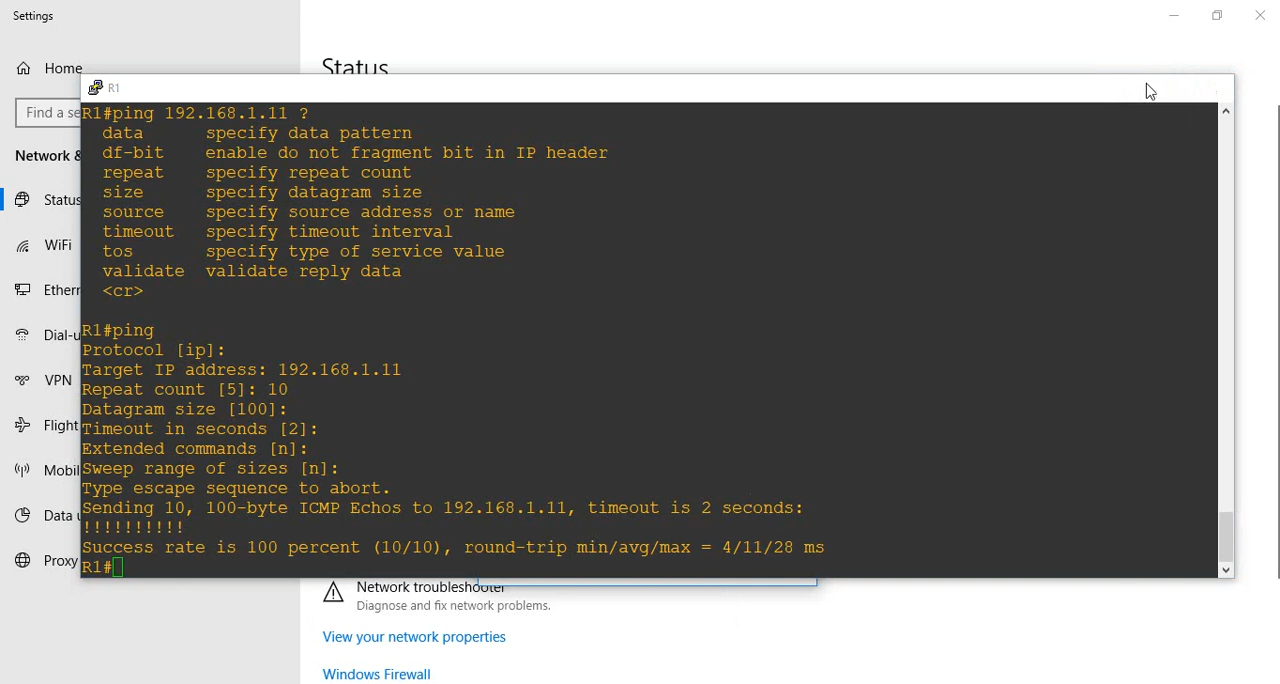 Settings
Home
Status
R1
Find a se
Network &
Status
WiFi
Ethern
Dial-u
VPN
Flight
Mobil
Data u
Proxy
R1#ping 192.168.1.11 ?
data specify data pattern
df-bit enable do not fragment bit in IP header
repeat specify repeat count
size specify datagram size
source specify source address or name
timeout specify timeout interval
tos specify type of service value
validate validate reply data
<cr>
R1#ping
Protocol [ip]:
Target IP address: 192.168.1.11
Repeat count [5]: 10
Datagram size [100]:
Timeout in seconds [2]:
Extended commands [n]:
Sweep range of sizes [n]:
Type escape sequence to abort.
Sending 10, 100-byte ICMP Echos to 192.168.1.11, timeout is 2 seconds:
!!!!!!!!!!
Success rate is 100 percent (10/10), round-trip min/avg/max = 4/11/28 ms
R1#
Network troubleshooter
Diagnose and fix network problems.
View your network properties
Windows Firewall